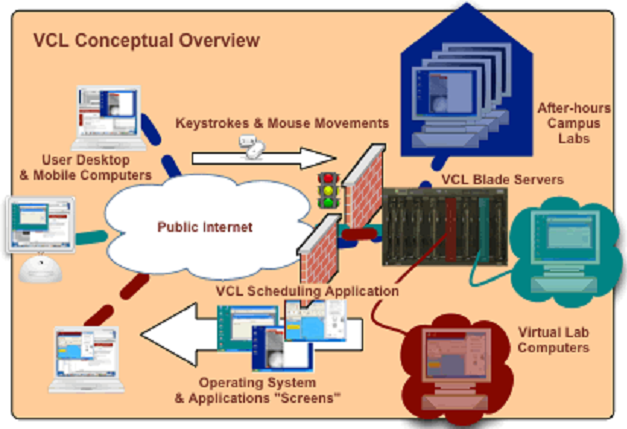 VCL Conceptual Overview
Keystrokes & Mouse Movements
After-hours
Campus
Labs
User Desktop
& Mobile Computers
VCL Blade Servers
Public Internet
VCL Scheduling Application
Virtual Lab
Computers
Operating System
& Applications "Screens"